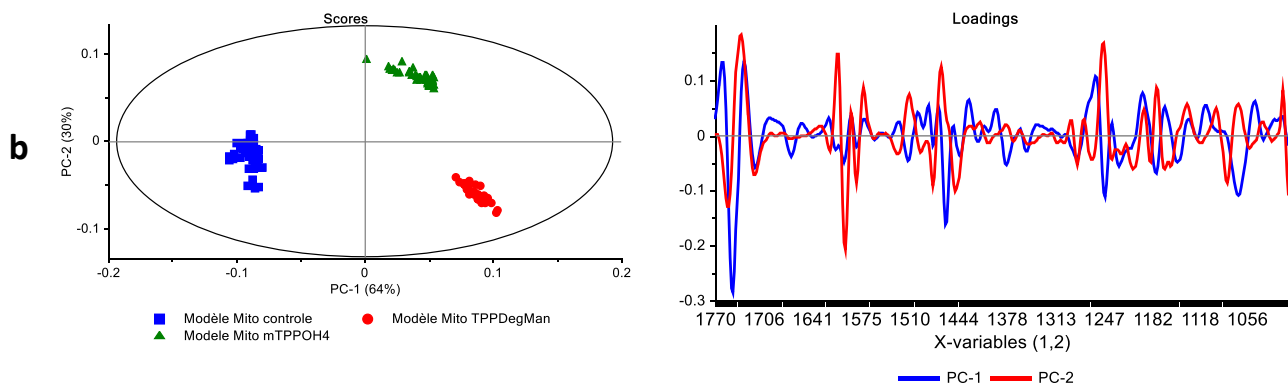 Scores
Loadings
b
PC-2 (30%)
0.1
0
-0.1
-0.2
-0.1
0
0.1
0.2
PC-1 (64%)
Modèle Mito controle
Modèle Mito TPPDegMan
Modele Mito mTPPOH4
0.1
0
-0.1
-0.2
-0.3
1770 1706 1641 1575 1510 1444 1378 1313 1247 1182 1118 1056
X-variables (1,2)
PC-1 PC-2